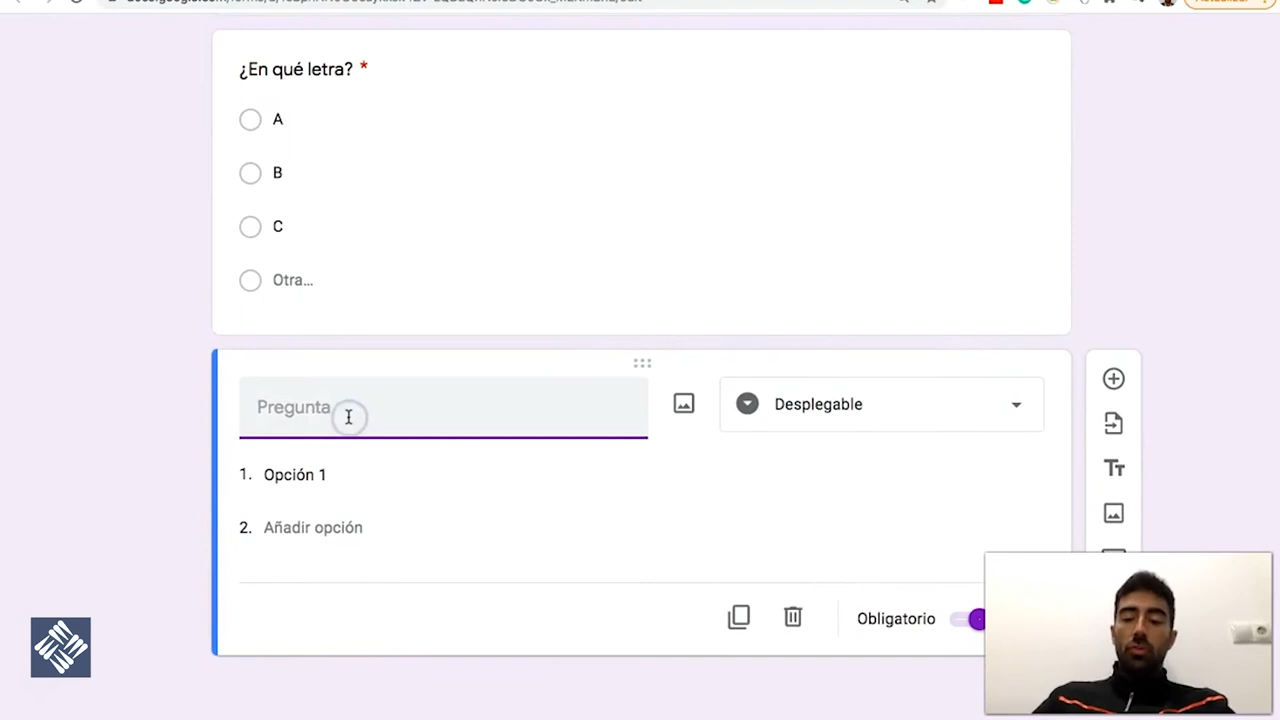 ¿En qué letra? *
A
B
C
Otra...
Pregunta
Desplegable
1. Opción 1
2. Añadir opción
Obligatorio